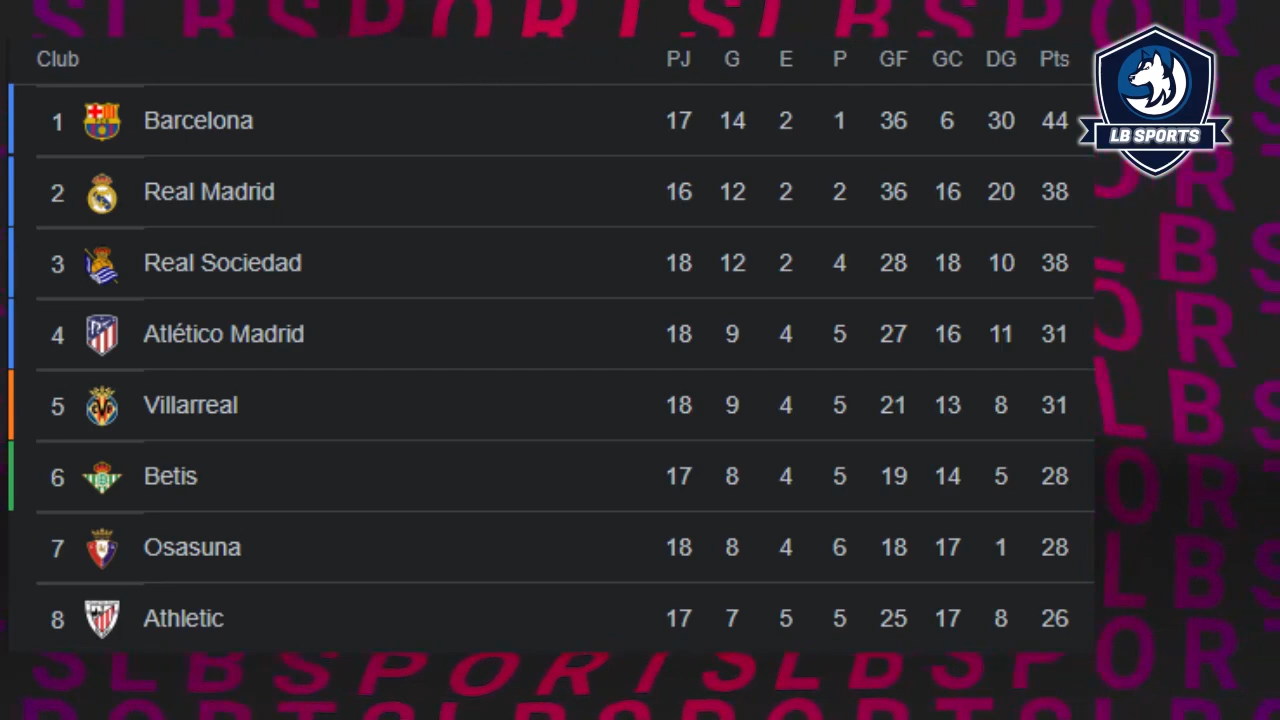 SLBSPORTSLBSPOR
Club PJ G E P GF GC DG Pts
1 Barcelona 17 14 2 1 36 6 30 44
LB SPORTS
2 Real Madrid 16 12 2 2 36 16 20 38
3 Real Sociedad 18 12 2 4 28 18 10 38
4 Atlético Madrid 18 9 4 5 27 16 11 31
5 Villarreal 18 9 4 5 21 13 8 31
6 Betis 17 8 4 5 19 14 5 28
7 Osasuna 18 8 4 6 18 17 1 28
8 Athletic 17 7 5 5 25 17 8 26
SLBSPORTSLBSPOR